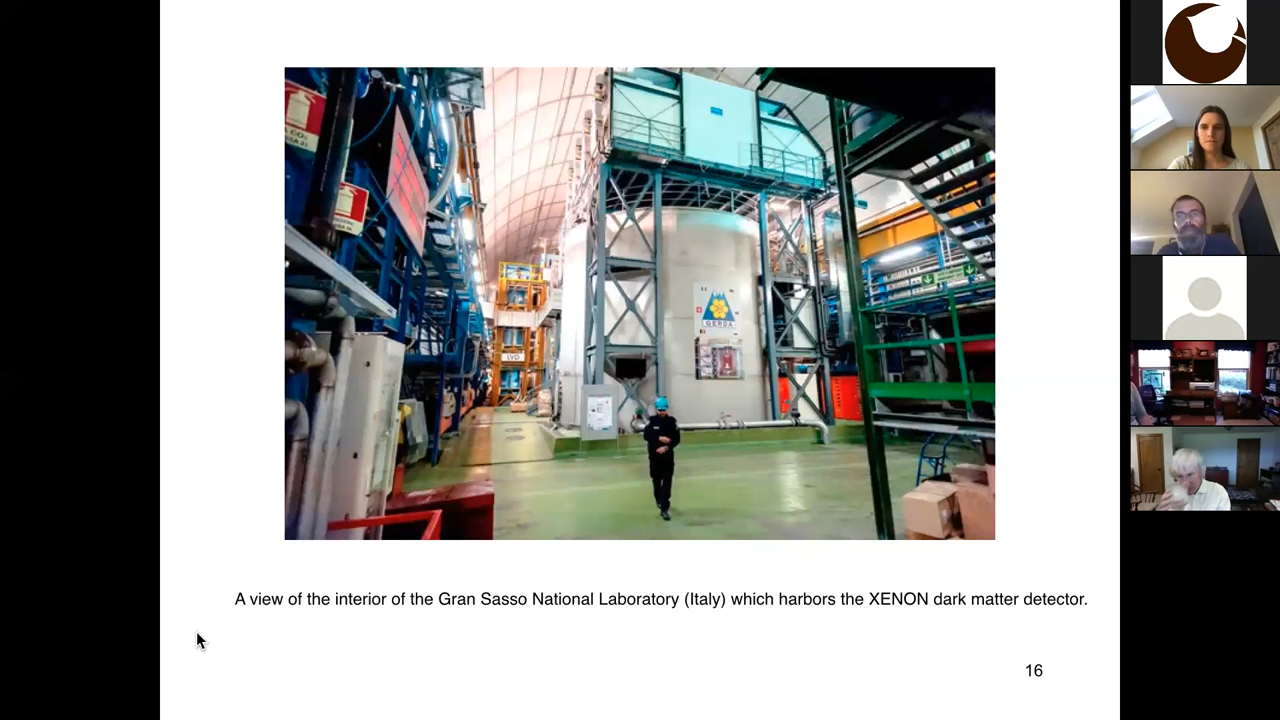 GERDA
LVD
A view of the interior of the Gran Sasso National Laboratory (Italy) which harbors the XENON dark matter detector.
16